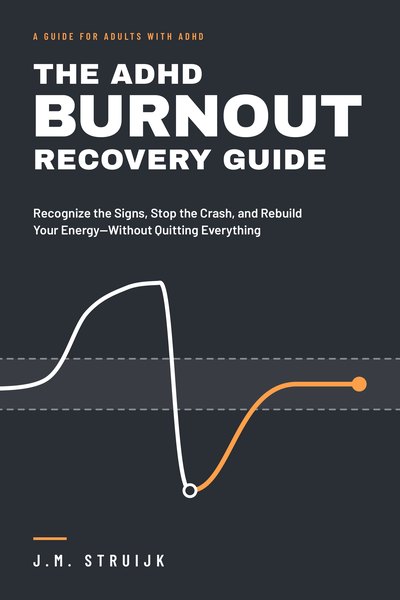 A GUIDE FOR ADULTS WITH ADHD
THE ADHD
BURNOUT
RECOVERY GUIDE
Recognize the Signs, Stop the Crash, and Rebuild
Your Energy—Without Quitting Everything
J.M. STRUIJK